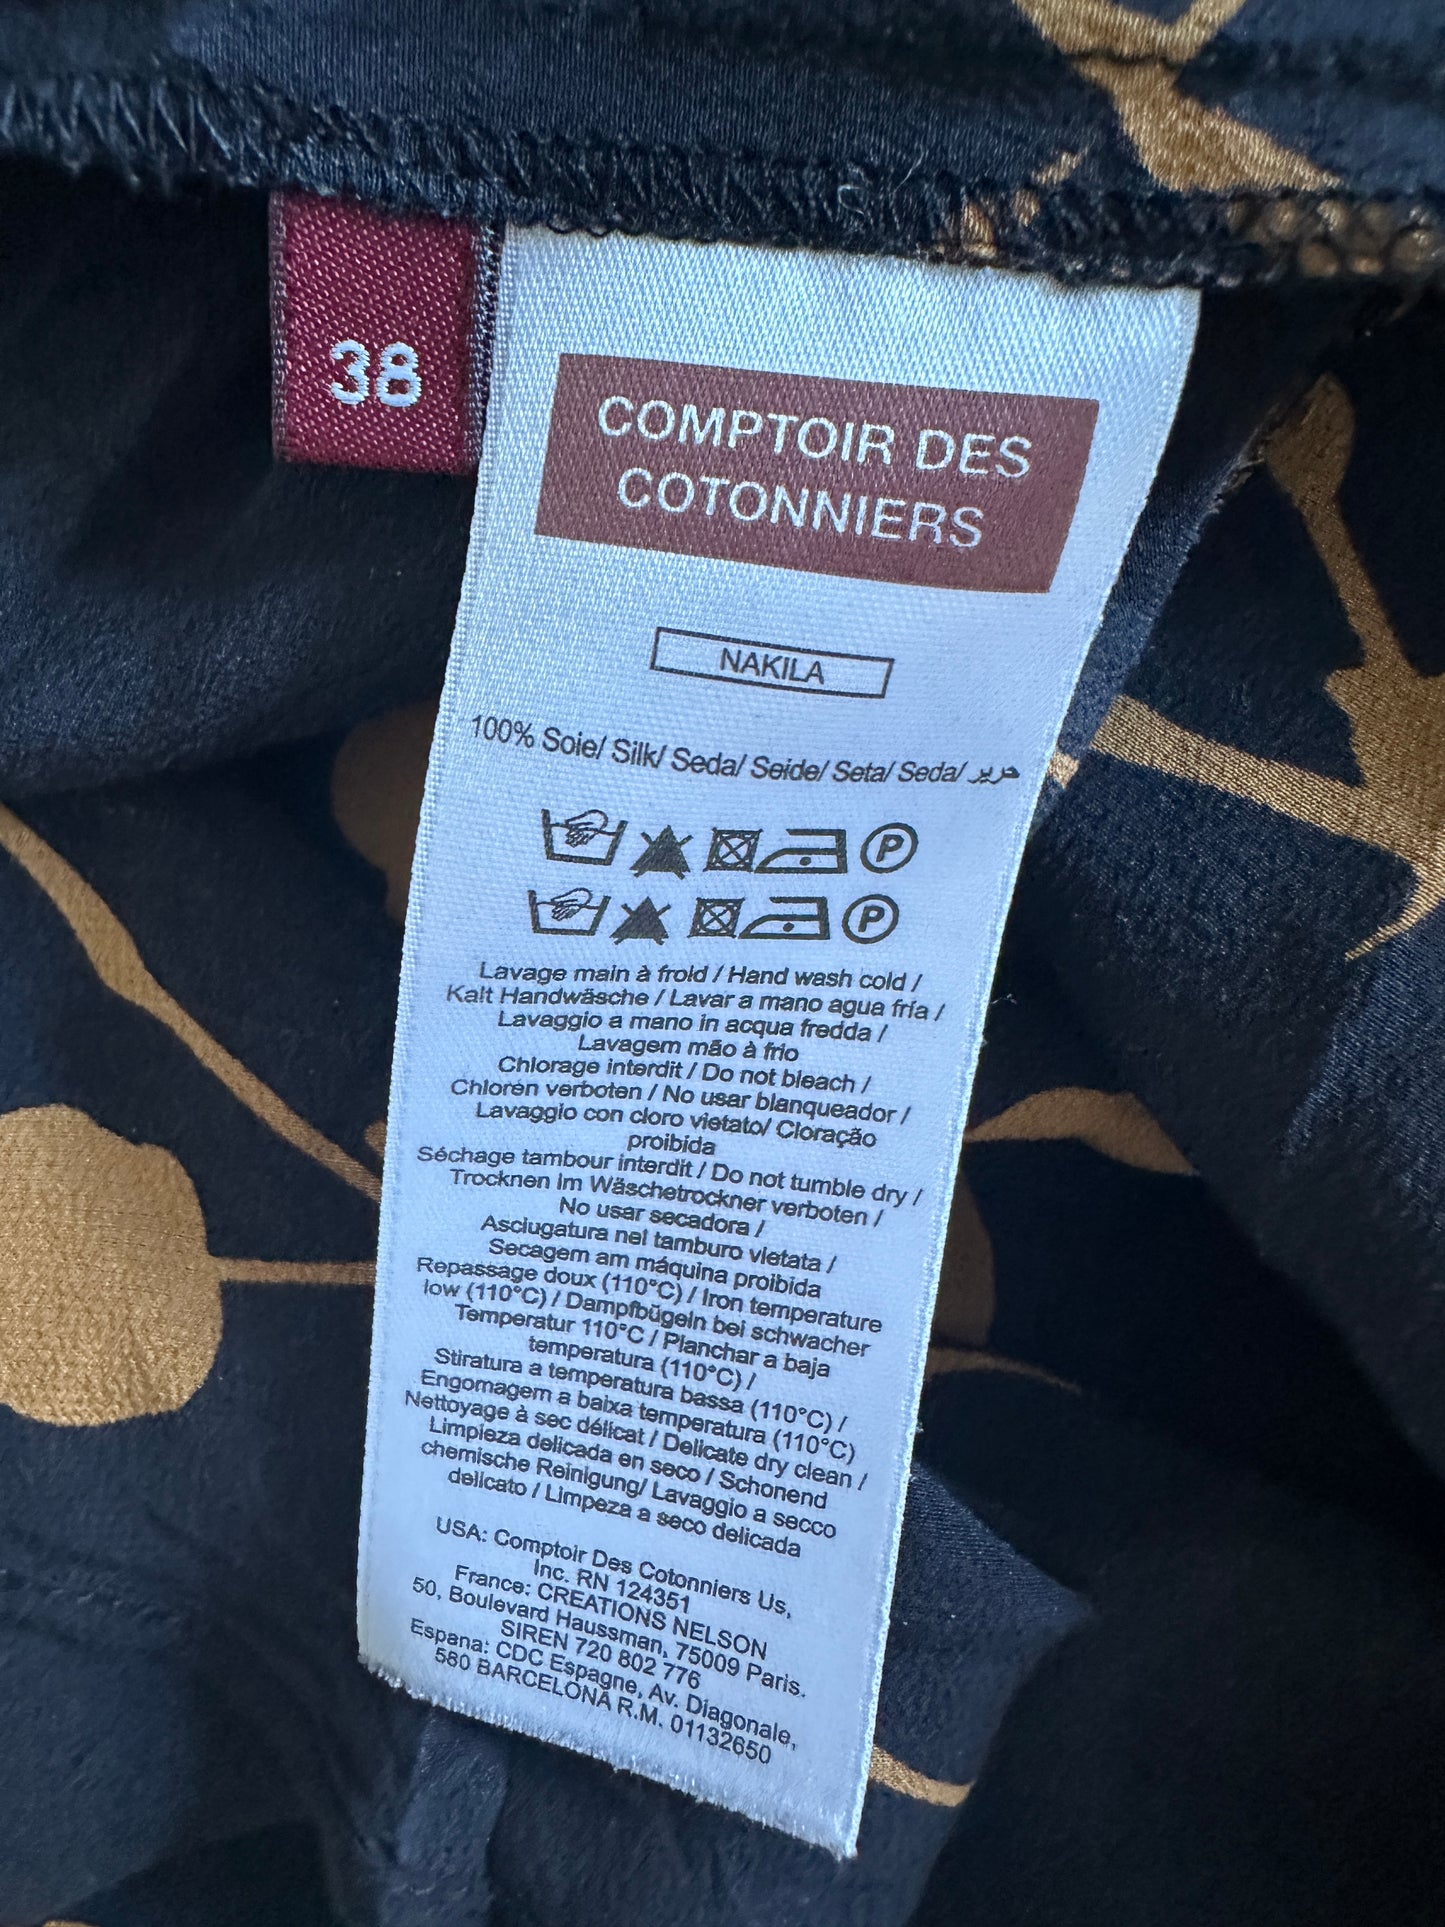 38
COMPTOIR DES
COTONNIERS
NAKILA
100% Soie/ Silk/ Seda/ Seide/ Seta/ Seda/ حرير
P
P
Lavage main à froid / Hand wash cold /
Kalt Handwäsche / Lavar a mano agua fría /
Lavaggio a mano in acqua fredda /
Lavagem mão à frio
Chlorage interdit / Do not bleach /
Chlorén verboten / No usar blanqueador /
Lavaggio con cloro vietato/ Cloração
proibida
Séchage tambour interdit / Do not tumble dry /
Trocknen im Wäschetrockner verboten /
No usar secadora /
Asciugatura nel tamburo vietata /
Secagem am máquina proibida
Repassage doux (110°C) / Iron temperature
low (110°C) / Dampfbügeln bei schwacher
Temperatur 110°C / Planchar a baja
temperatura (110°C) /
Stiratura a temperatura bassa (110°C) /
Engomagem a baixa temperatura (110°C)
Nettoyage à sec délicat / Delicate dry clean /
Limpieza delicada en seco / Schonend
chemische Reinigung/ Lavaggio a secco
delicato / Limpeza a seco delicada
USA: Comptoir Des Cotonniers Us,
Inc. RN 124351
France: CREATIONS NELSON
50, Boulevard Haussman, 75009 Paris.
SIREN 720 802 776
Espana: CDC Espagne, Av. Diagonale,
580 BARCELONA R.M. 01132650